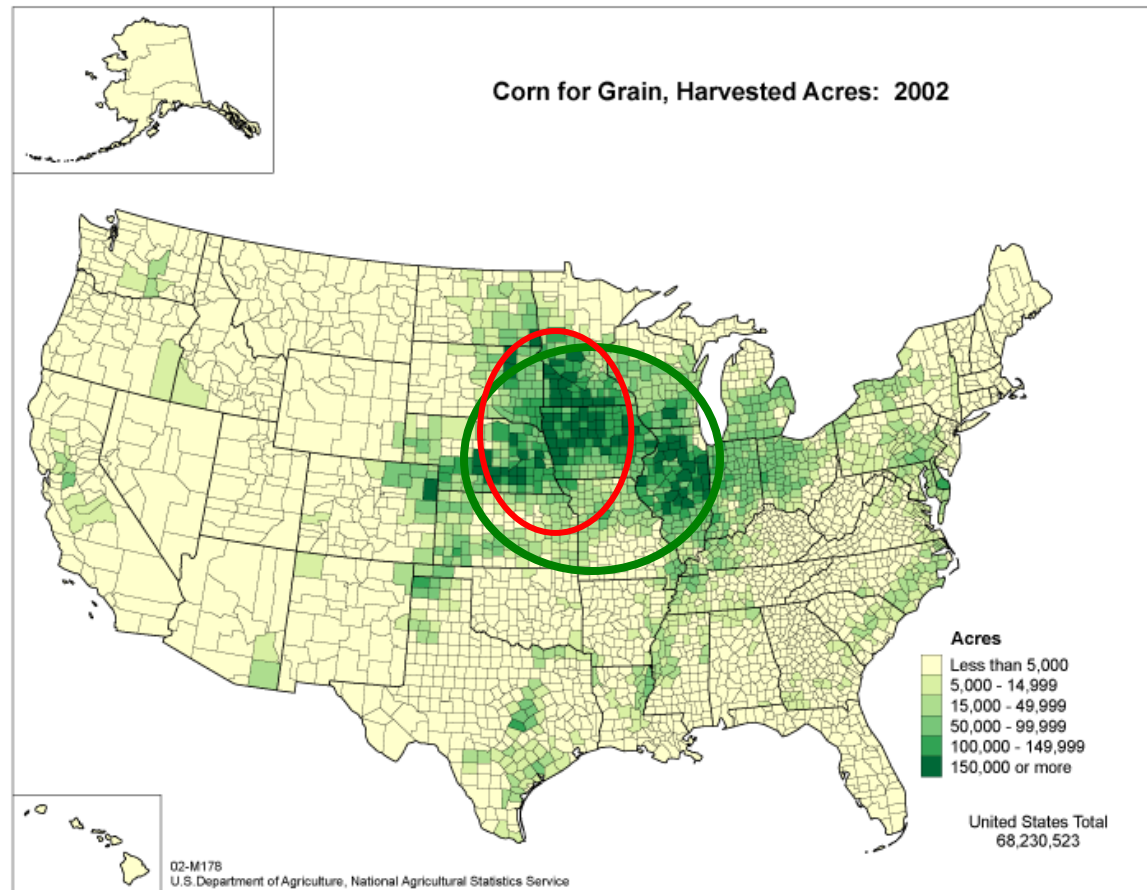 Corn for Grain, Harvested Acres: 2002
Acres
Less than 5,000
5,000 - 14,999
15,000 - 49,999
50,000 - 99,999
100,000 - 149,999
150,000 or more
United States Total
68,230,523
02-M178
U.S.Department of Agriculture, National Agricultural Statistics Service